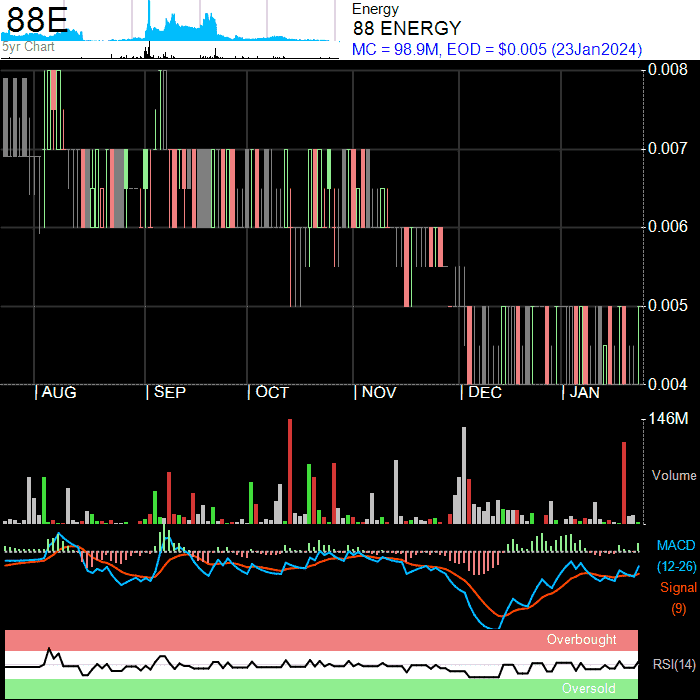 88E
5yr Chart
Energy
88 ENERGY
MC = 98.9M, EOD = $0.005 (23Jan2024)
0.008
0.007
0.006
0.005
0.004
AUG SEP OCT NOV DEC JAN
146M
Volume
MACD
(12-26)
Signal
(9)
Overbought
RSI(14)
Oversold